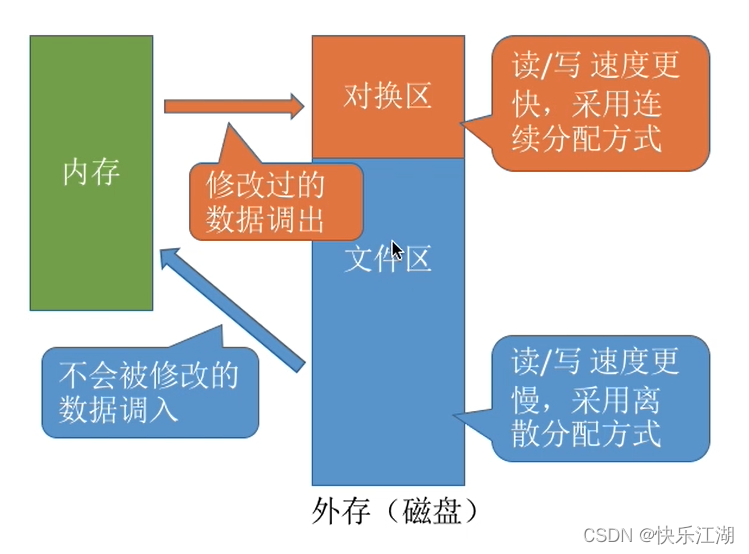 内存
对换区
读/写 速度更
快，采用连
续分配方式
修改过的
数据调出
文件区
不会被修改的
数据调入
读/写 速度更
慢，采用离
散分配方式
外存（磁盘）
CSDN @快乐江湖